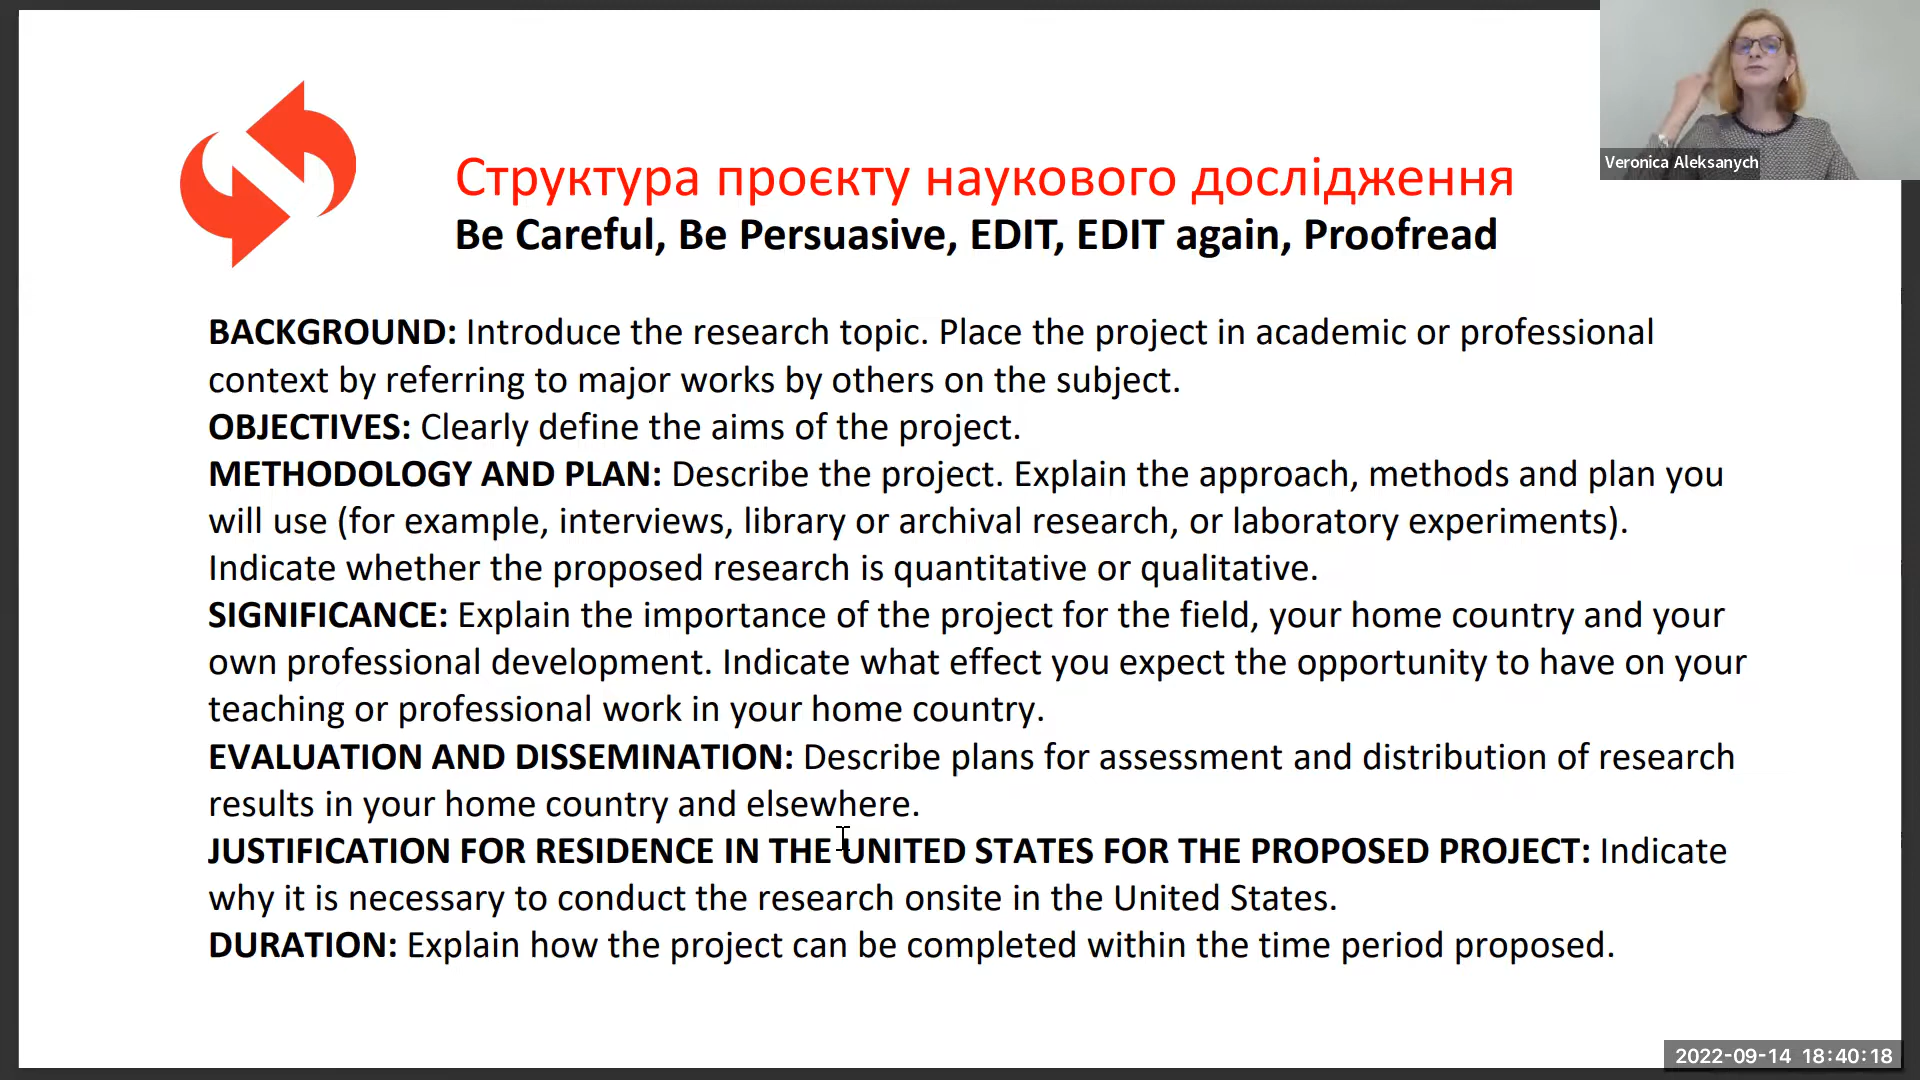 Veronica Aleksanych
Структура проєкту наукового дослідження
Be Careful, Be Persuasive, EDIT, EDIT again, Proofread
BACKGROUND: Introduce the research topic. Place the project in academic or professional
context by referring to major works by others on the subject.
OBJECTIVES: Clearly define the aims of the project.
METHODOLOGY AND PLAN: Describe the project. Explain the approach, methods and plan you
will use (for example, interviews, library or archival research, or laboratory experiments).
Indicate whether the proposed research is quantitative or qualitative.
SIGNIFICANCE: Explain the importance of the project for the field, your home country and your
own professional development. Indicate what effect you expect the opportunity to have on your
teaching or professional work in your home country.
EVALUATION AND DISSEMINATION: Describe plans for assessment and distribution of research
results in your home country and elsewhere.
JUSTIFICATION FOR RESIDENCE IN THE UNITED STATES FOR THE PROPOSED PROJECT: Indicate
why it is necessary to conduct the research onsite in the United States.
DURATION: Explain how the project can be completed within the time period proposed.
2022-09-14 18:40:18